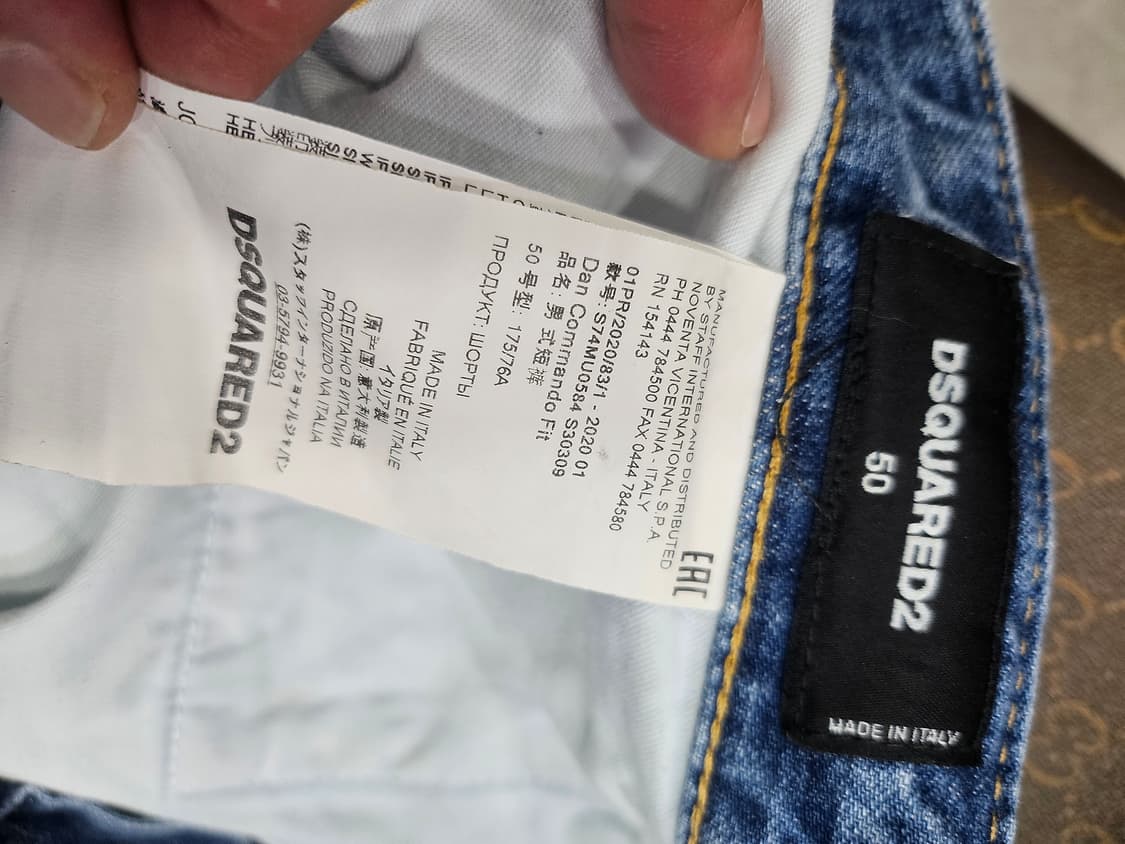 DSQUARED2
50
MADE IN ITALY
EAC
MANUFACTURED AND DISTRIBUTED
BY STAFF INTERNATIONAL S.P.A.
NOVENTA VICENTINA - ITALY
PH 0444 784500 FAX 0444 784580
RN 154143
01PR/2020/83/1 - 2020 01
款号: S74MU0584 S30309
Dan Commando Fit
品名: 男式短裤
50 号型: 175/76A
ПРОДУКТ: ШОРТЫ
MADE IN ITALY
FABRIQUÉ EN ITALIE
イタリア製
原产国: 意大利製造
СДЕЛАНО В ИТАЛИИ
PRODUZIDO NA ITALIA
(株)スタッフインターナショナルジャパン
03-5794-9931
DSQUARED2